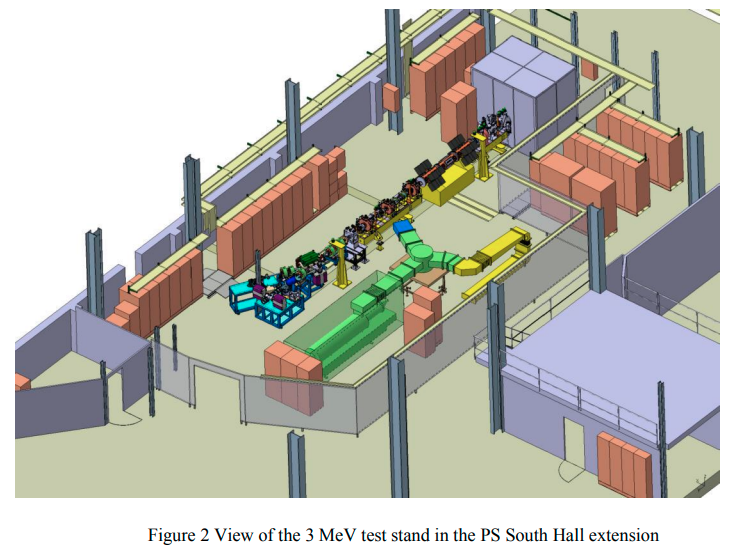 Figure 2 View of the 3 MeV test stand in the PS South Hall extension